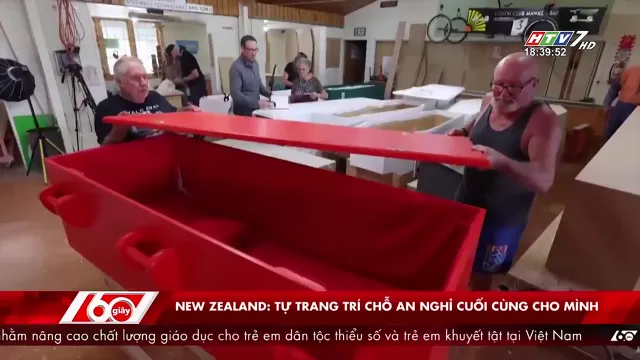 HTV7 HD
18:39:52
60 giây
NEW ZEALAND: TỰ TRANG TRÍ CHỖ AN NGHỈ CUỐI CÙNG CHO MÌNH
hằm nâng cao chất lượng giáo dục cho trẻ em dân tộc thiểu số và trẻ em khuyết tật tại Việt Nam
60s